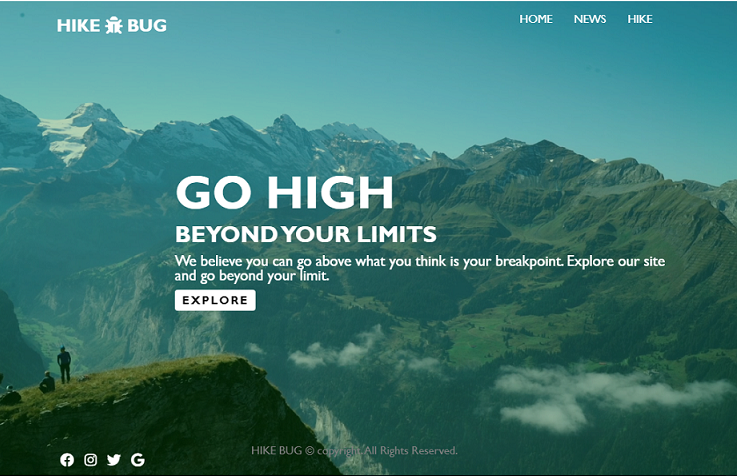 HIKE BUG
HOME NEWS HIKE
GO HIGH
BEYOND YOUR LIMITS
We believe you can go above what you think is your breakpoint. Explore our site
and go beyond your limit.
EXPLORE
HIKE BUG © copyright. All Rights Reserved.